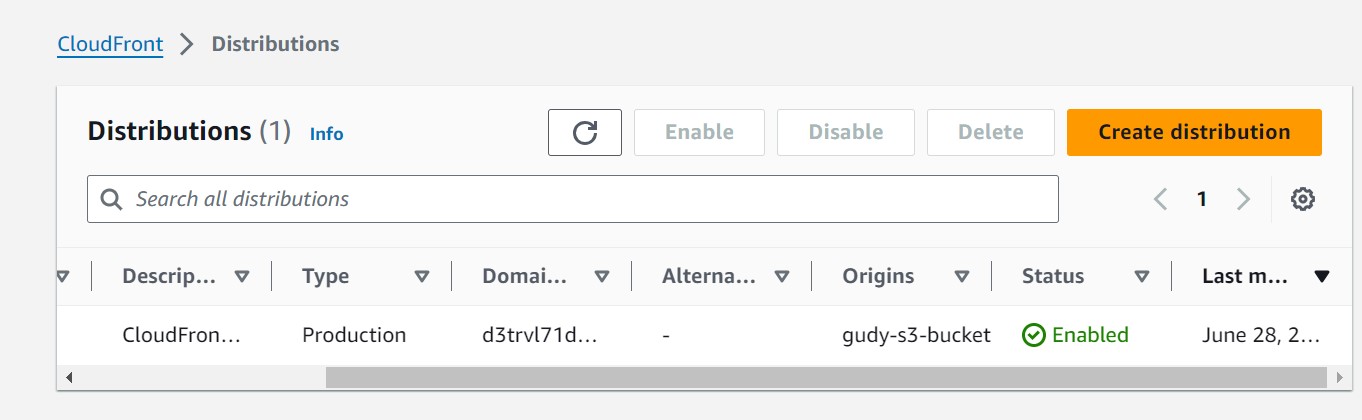 CloudFront > Distributions
Distributions (1) Info Enable Disable Delete Create distribution
Search all distributions 1
Descrip... Type Domai... Alterna... Origins Status Last m...
CloudFron... Production d3trvl71d... - gudy-s3-bucket Enabled June 28, 2...